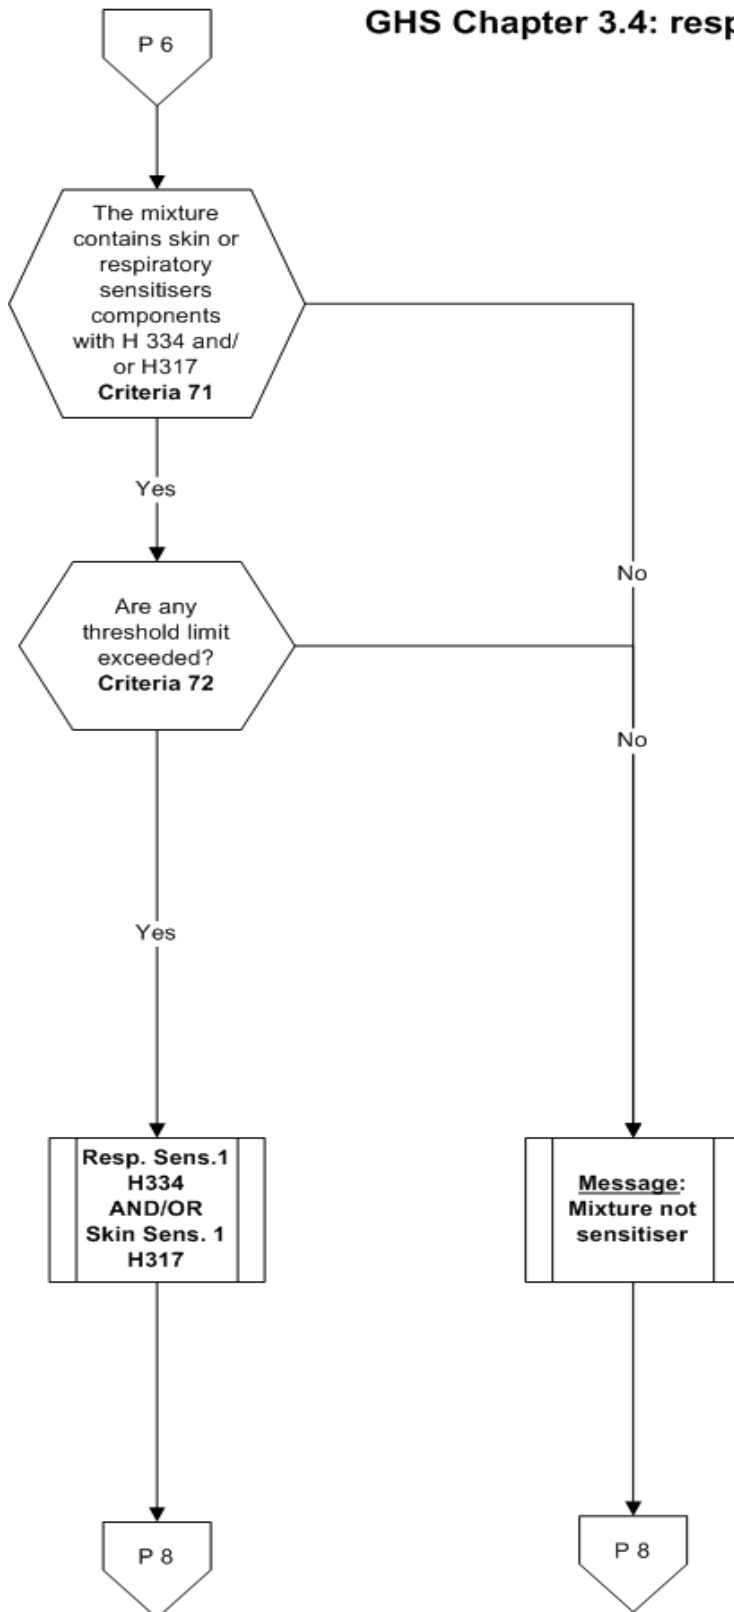 GHS Chapter 3.4: resp
P 6
The mixture
contains skin or
respiratory
sensitisers
components
with H 334 and/
or H317
Criteria 71
Yes
No
Are any
threshold limit
exceeded?
Criteria 72
No
Yes
Resp. Sens.1
H334
AND/OR
Skin Sens. 1
H317
Message:
Mixture not
sensitiser
P 8
P 8